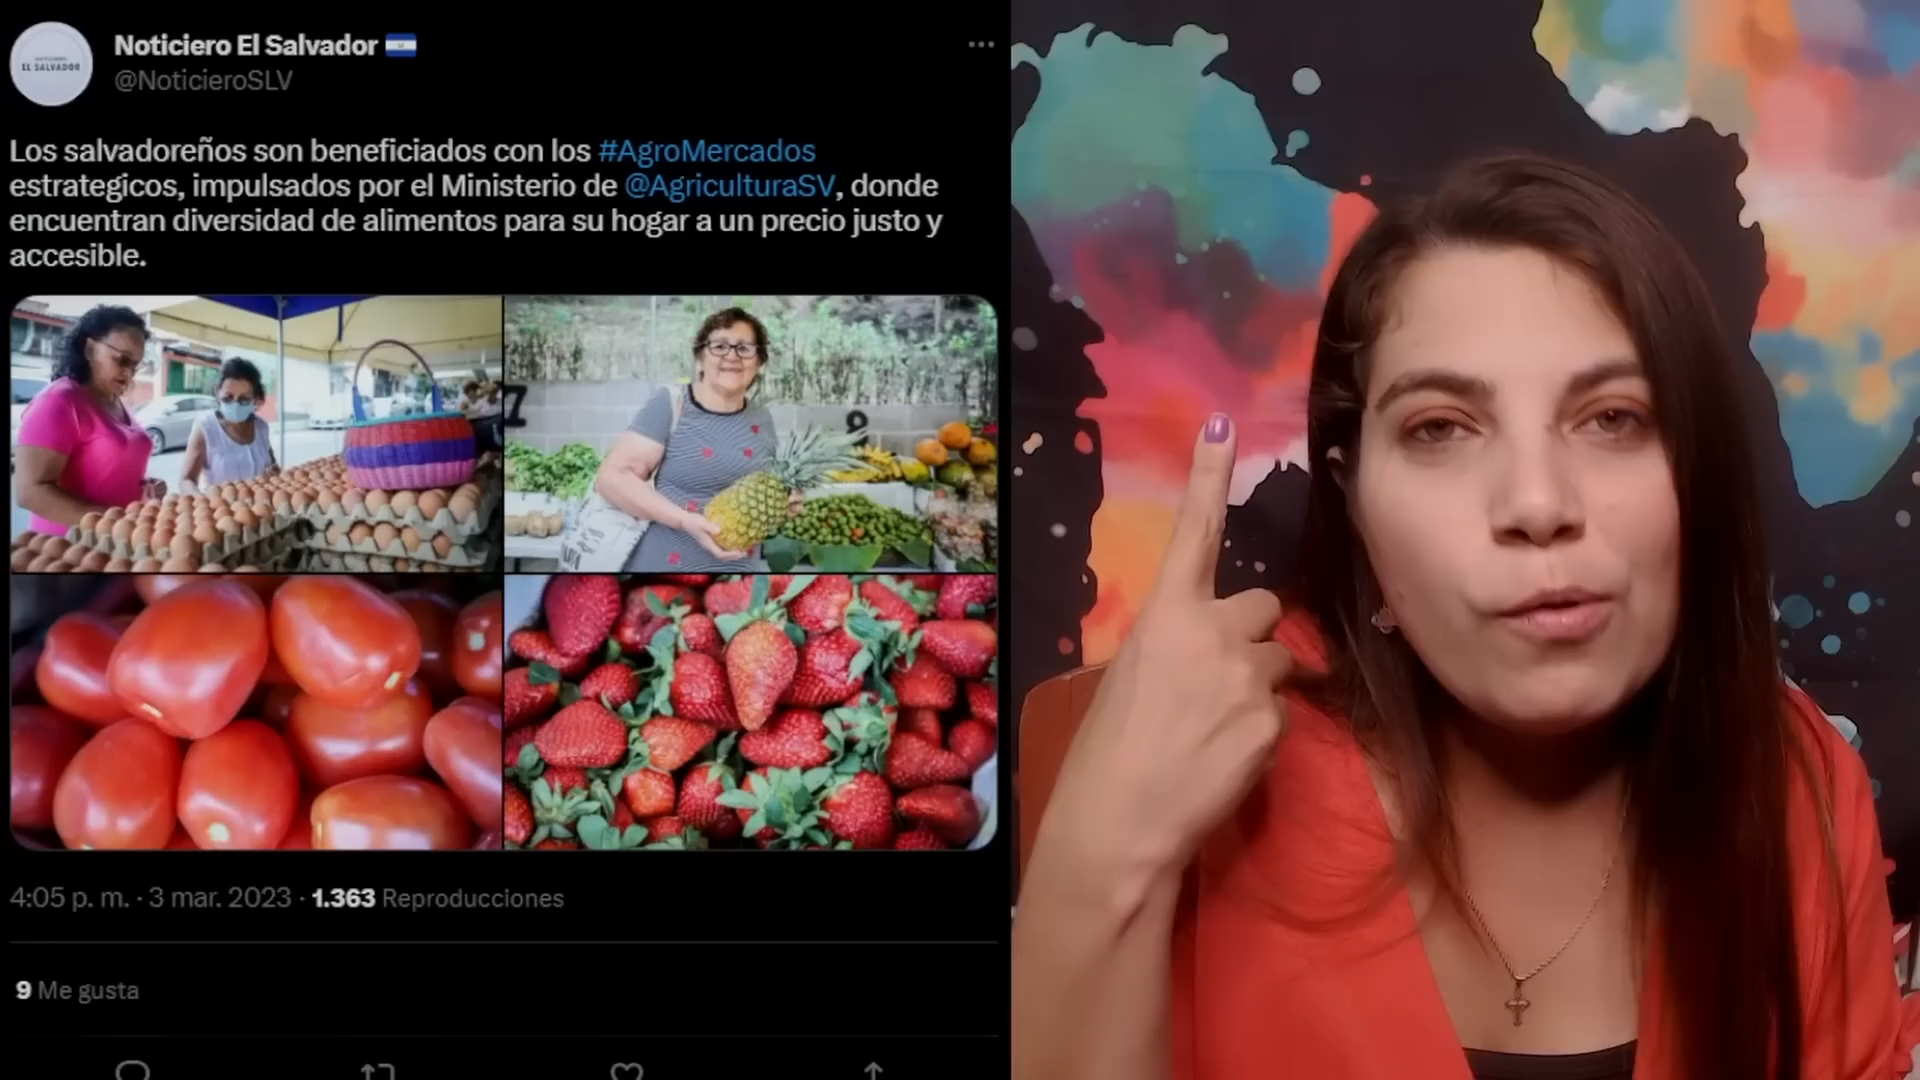 Noticiero El Salvador
EL SALVADOR
@NoticieroSLV
Los salvadoreños son beneficiados con los #AgroMercados
estrategicos, impulsados por el Ministerio de @AgriculturaSV, donde
encuentran diversidad de alimentos para su hogar a un precio justo y
accesible.
4:05 p. m. · 3 mar. 2023 · 1.363 Reproducciones
9 Me gusta